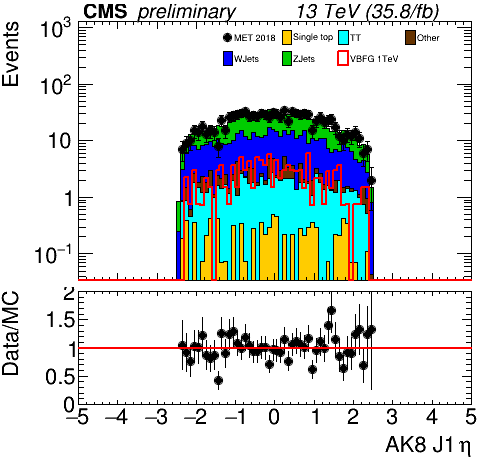 CMS preliminary 13 TeV (35.8/fb)
Events
MET 2018 Single top TT Other
WJets ZJets VBFG 1TeV
10³
10²
10
1
10⁻¹
Data/MC
2
1.5
1
0.5
0
−5 −4 −3 −2 −1 0 1 2 3 4 5
AK8 J1 η